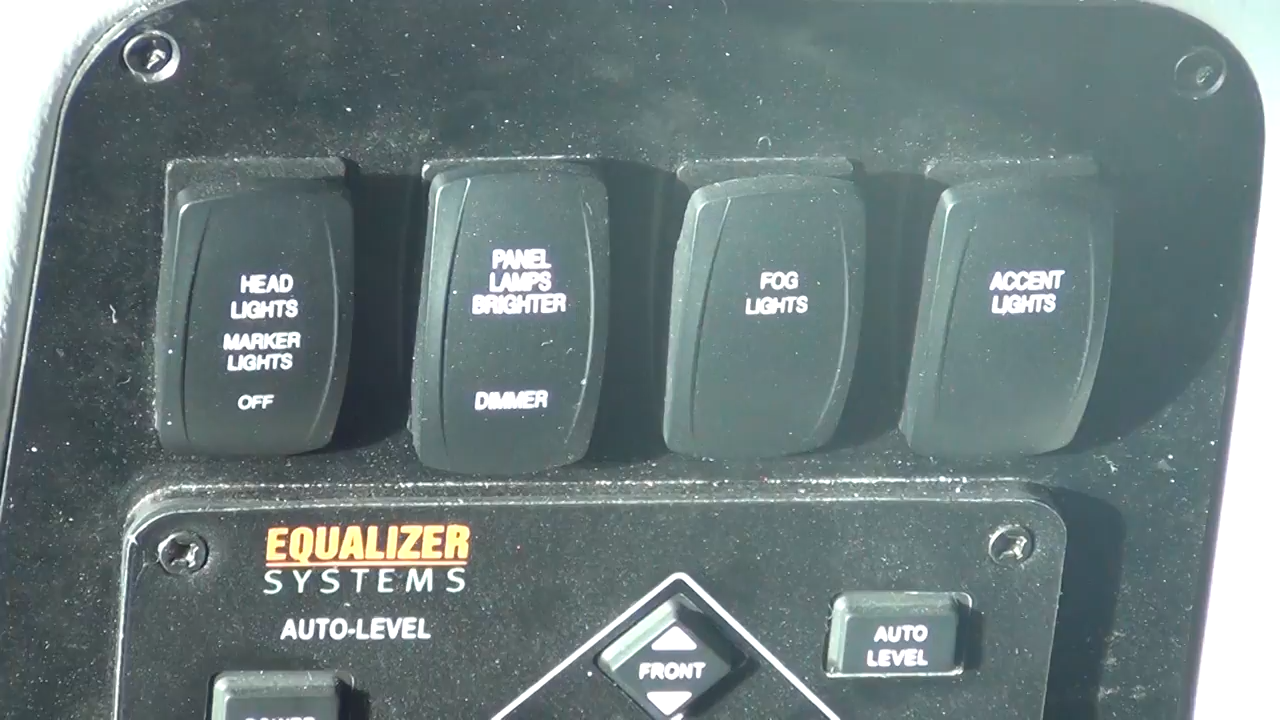 HEAD
LIGHTS
MARKER
LIGHTS
OFF
PANEL
LAMPS
BRIGHTER
DIMMER
FOG
LIGHTS
ACCENT
LIGHTS
EQUALIZER
SYSTEMS
AUTO-LEVEL
FRONT
AUTO
LEVEL
POWER